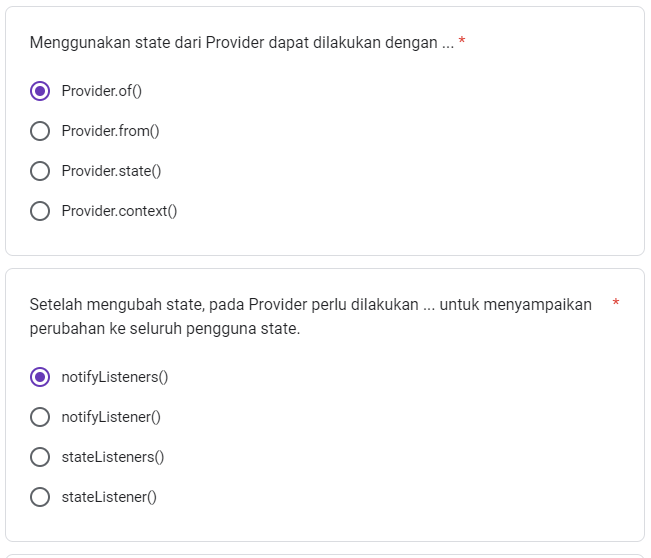 Menggunakan state dari Provider dapat dilakukan dengan ... *
Provider.of()
Provider.from()
Provider.state()
Provider.context()
Setelah mengubah state, pada Provider perlu dilakukan ... untuk menyampaikan *
perubahan ke seluruh pengguna state.
notifyListeners()
notifyListener()
stateListeners()
stateListener()